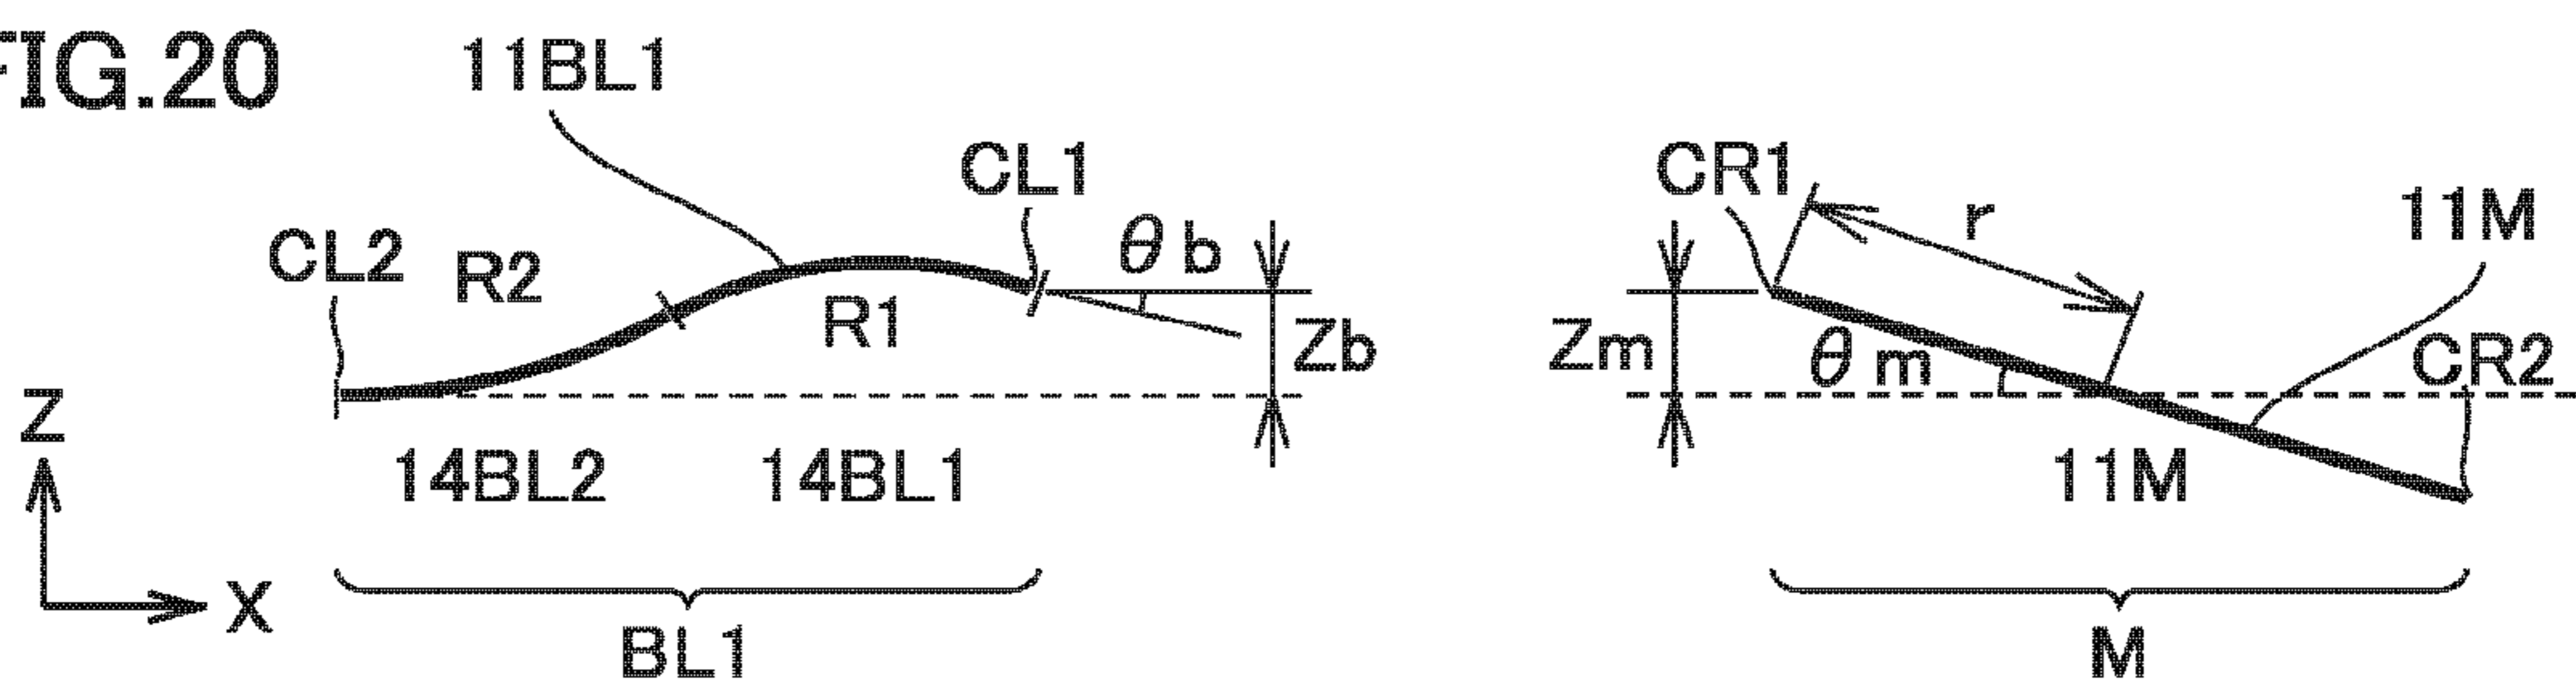 FIG.20
11BL1
CL1
CL2
R2
R1
θb
Zb
14BL2
14BL1
BL1
Z
X
CR1
r
11M
Zm
θm
CR2
11M
M